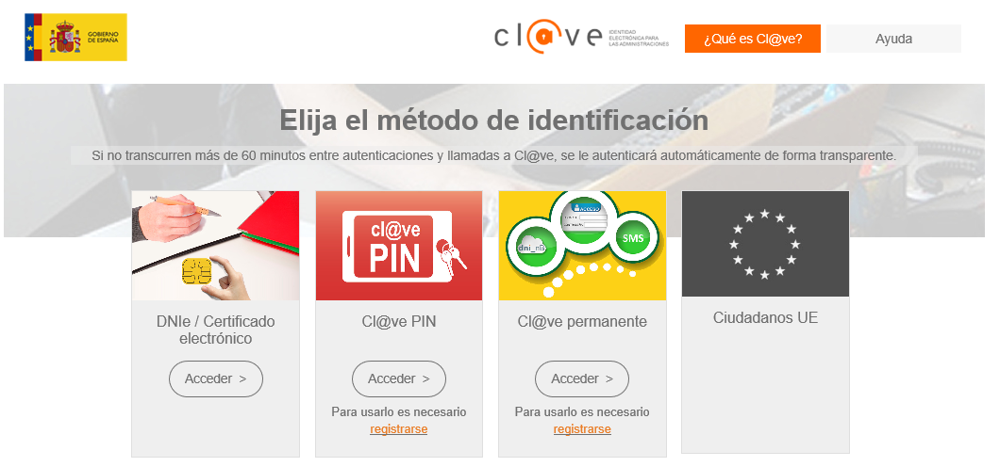 GOBIERNO
DE ESPAÑA
cl@ve
IDENTIDAD
ELECTRÓNICA PARA
LAS ADMINISTRACIONES
¿Qué es Cl@ve?
Ayuda
Elija el método de identificación
Si no transcurren más de 60 minutos entre autenticaciones y llamadas a Cl@ve, se le autenticará automáticamente de forma transparente.
DNIe / Certificado
electrónico
Acceder >
cl@ve
PIN
Cl@ve PIN
Acceder >
Para usarlo es necesario
registrarse
ACCESO
dni_nB
SMS
Cl@ve permanente
Acceder >
Para usarlo es necesario
registrarse
Ciudadanos UE